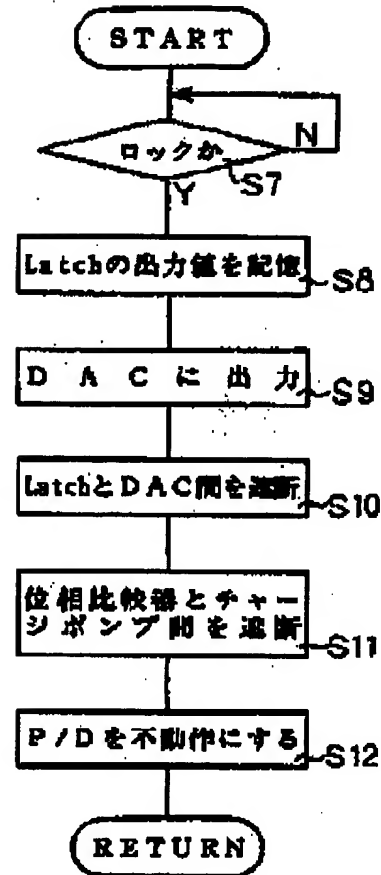 START
N
ロックか
S7
Y
Latchの出力値を記憶
S8
DACに出力
S9
LatchとDAC間を遮断
S10
位相比較器とチャー
ジポンプ間を遮断
S11
P/Dを不動作にする
S12
RETURN